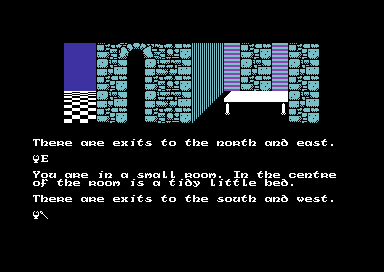 There are exits to the north and east.
E
You are in a small room. In the centre
of the room is a tidy little bed.
There are exits to the south and west.